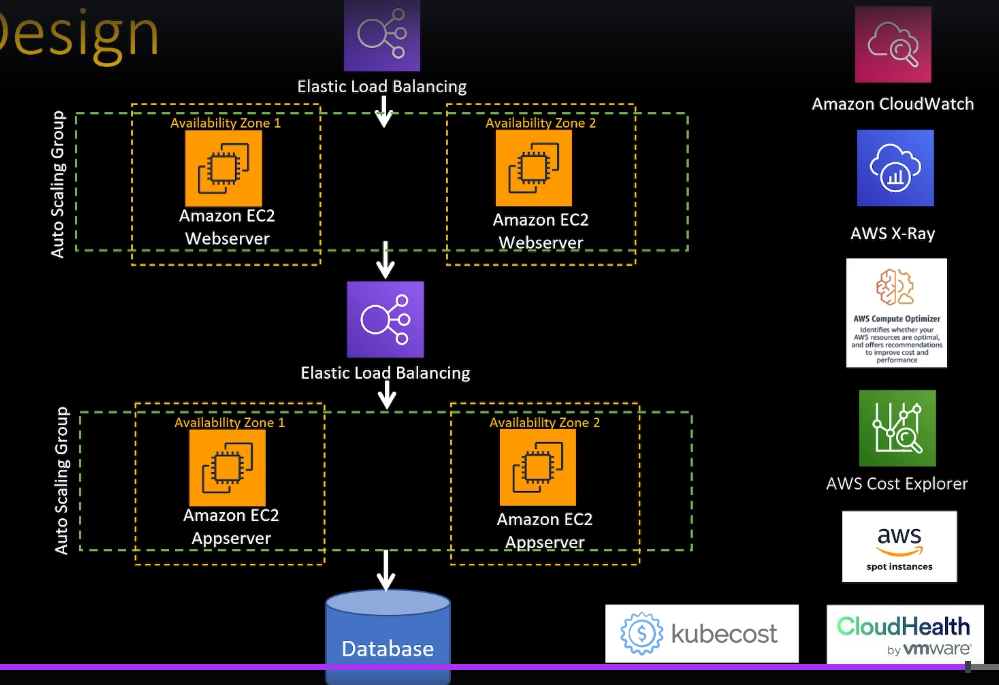 Design
Elastic Load Balancing
Auto Scaling Group
Availability Zone 1
Amazon EC2
Webserver
Availability Zone 2
Amazon EC2
Webserver
Elastic Load Balancing
Auto Scaling Group
Availability Zone 1
Amazon EC2
Appserver
Availability Zone 2
Amazon EC2
Appserver
Database
Amazon CloudWatch
AWS X-Ray
AWS Compute Optimizer
Identifies whether your
AWS resources are optimal,
and offers recommendations
to improve cost and
performance
AWS Cost Explorer
aws
spot instances
$ kubecost
CloudHealth
by vmware